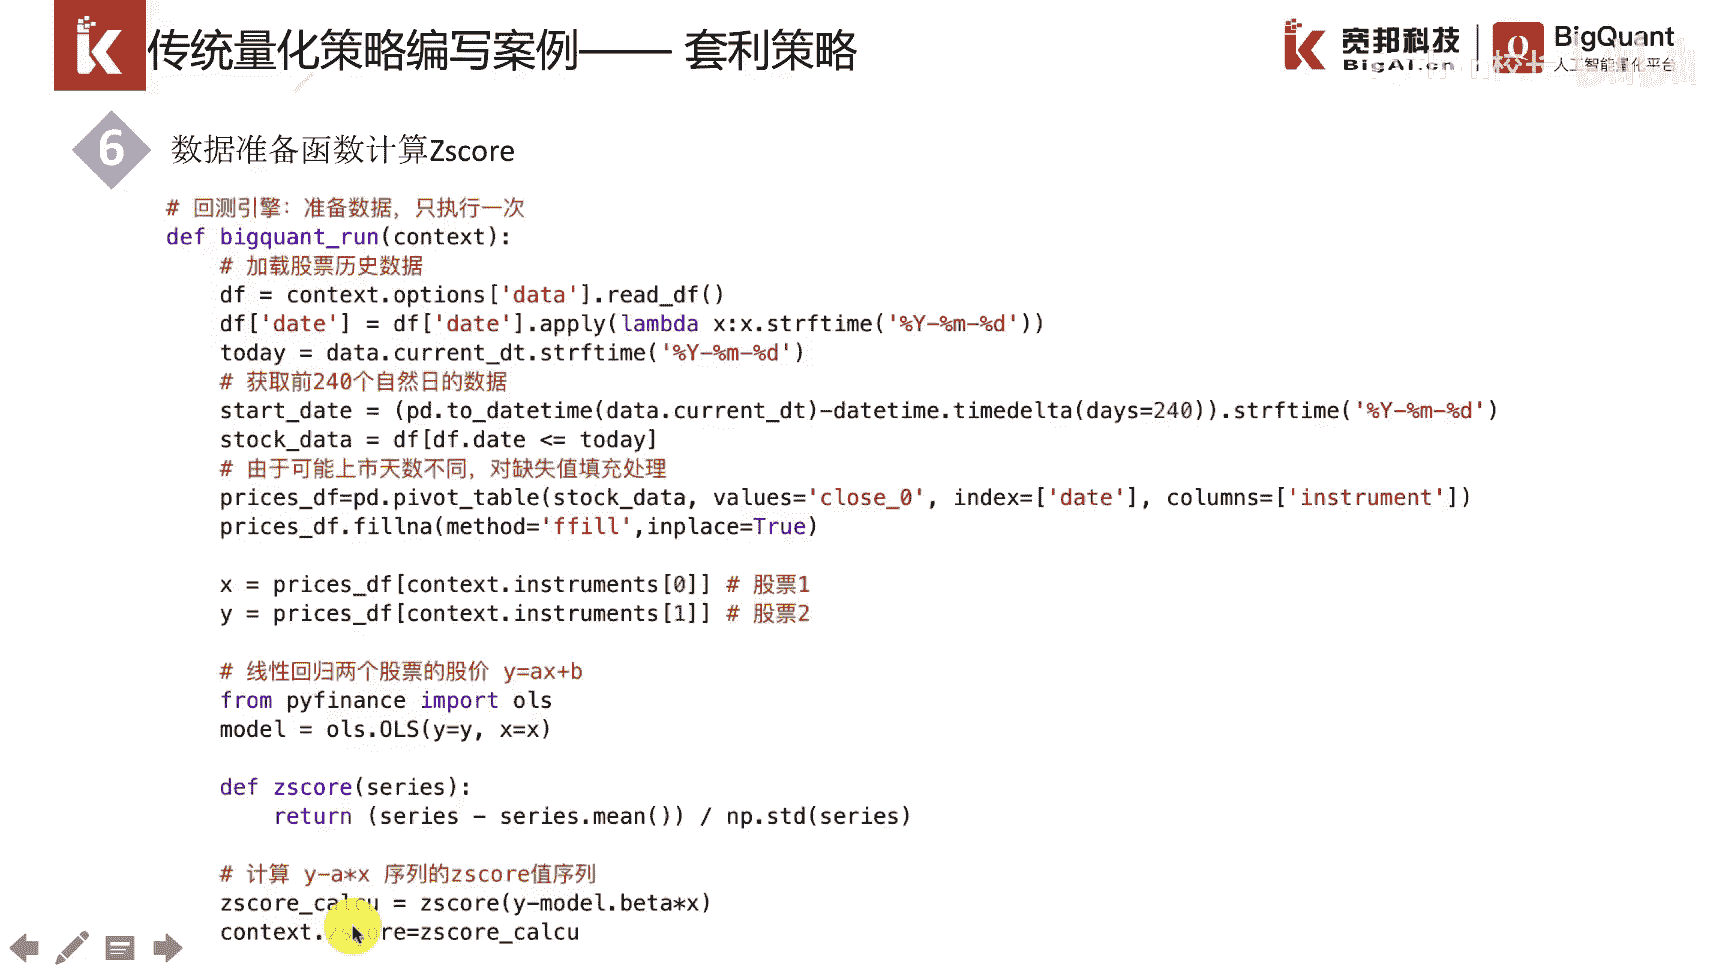 传统量化策略编写案例—— 套利策略
宽邦科技
BigAI.cn
BigQuant
人工智能量化平台
6
数据准备函数计算Zscore
# 回测引擎：准备数据，只执行一次
def bigquant_run(context):
    # 加载股票历史数据
    df = context.options['data'].read_df()
    df['date'] = df['date'].apply(lambda x:x.strftime('%Y-%m-%d'))
    today = data.current_dt.strftime('%Y-%m-%d')
    # 获取前240个自然日的数据
    start_date = (pd.to_datetime(data.current_dt)-datetime.timedelta(days=240)).strftime('%Y-%m-%d')
    stock_data = df[df.date <= today]
    # 由于可能上市天数不同，对缺失值填充处理
    prices_df=pd.pivot_table(stock_data, values='close_0', index=['date'], columns=['instrument'])
    prices_df.fillna(method='ffill',inplace=True)
    x = prices_df[context.instruments[0]] # 股票1
    y = prices_df[context.instruments[1]] # 股票2
    # 线性回归两个股票的股价 y=ax+b
    from pyfinance import ols
    model = ols.OLS(y=y, x=x)
    def zscore(series):
        return (series - series.mean()) / np.std(series)
    # 计算 y-a*x 序列的zscore值序列
    zscore_calcu = zscore(y-model.beta*x)
    context.zscore=zscore_calcu